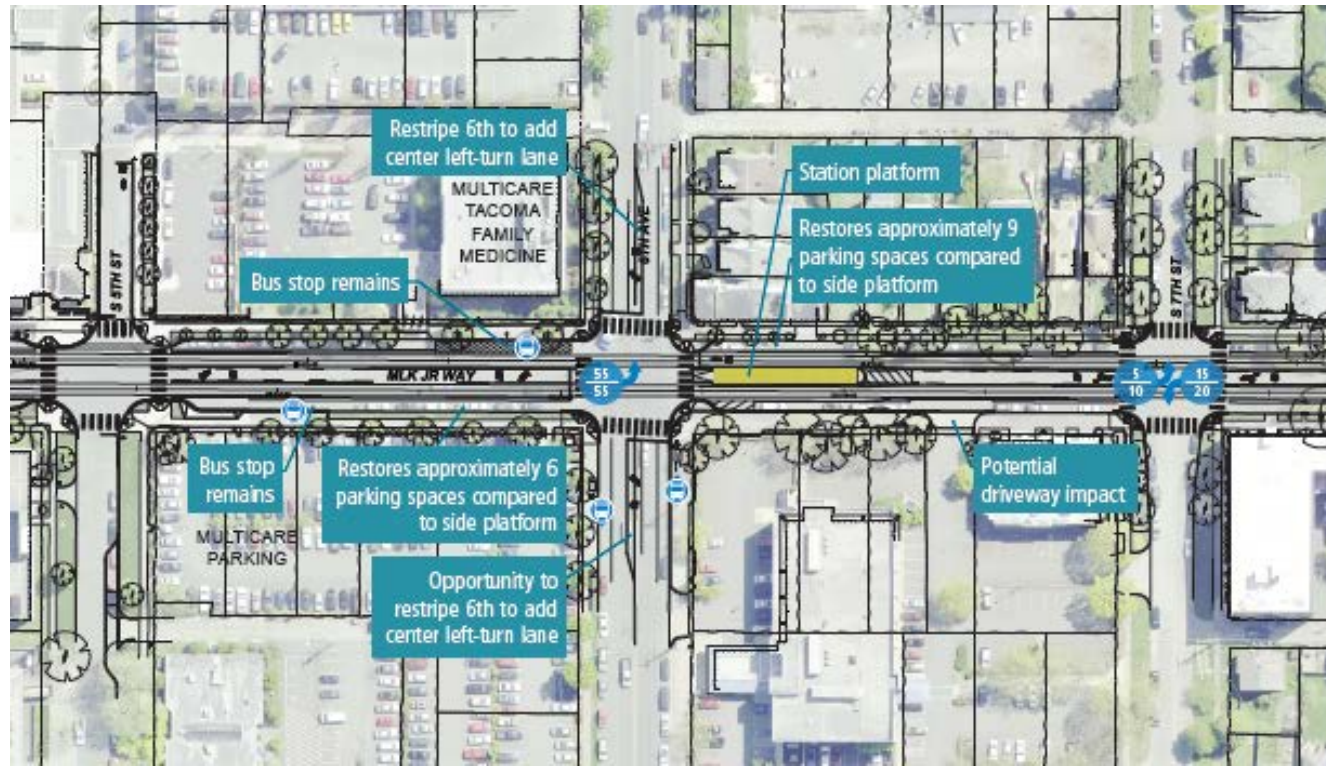 Restripe 6th to add
center left-turn lane
MULTICARE
TACOMA
FAMILY
MEDICINE
6TH AVE
Station platform
Restores approximately 9
parking spaces compared
to side platform
S 5TH ST
Bus stop remains
S 7TH ST
MLK JR WAY
55
55
5
10
15
20
Bus stop
remains
Restores approximately 6
parking spaces compared
to side platform
Potential
driveway impact
MULTICARE
PARKING
Opportunity to
restripe 6th to add
center left-turn lane